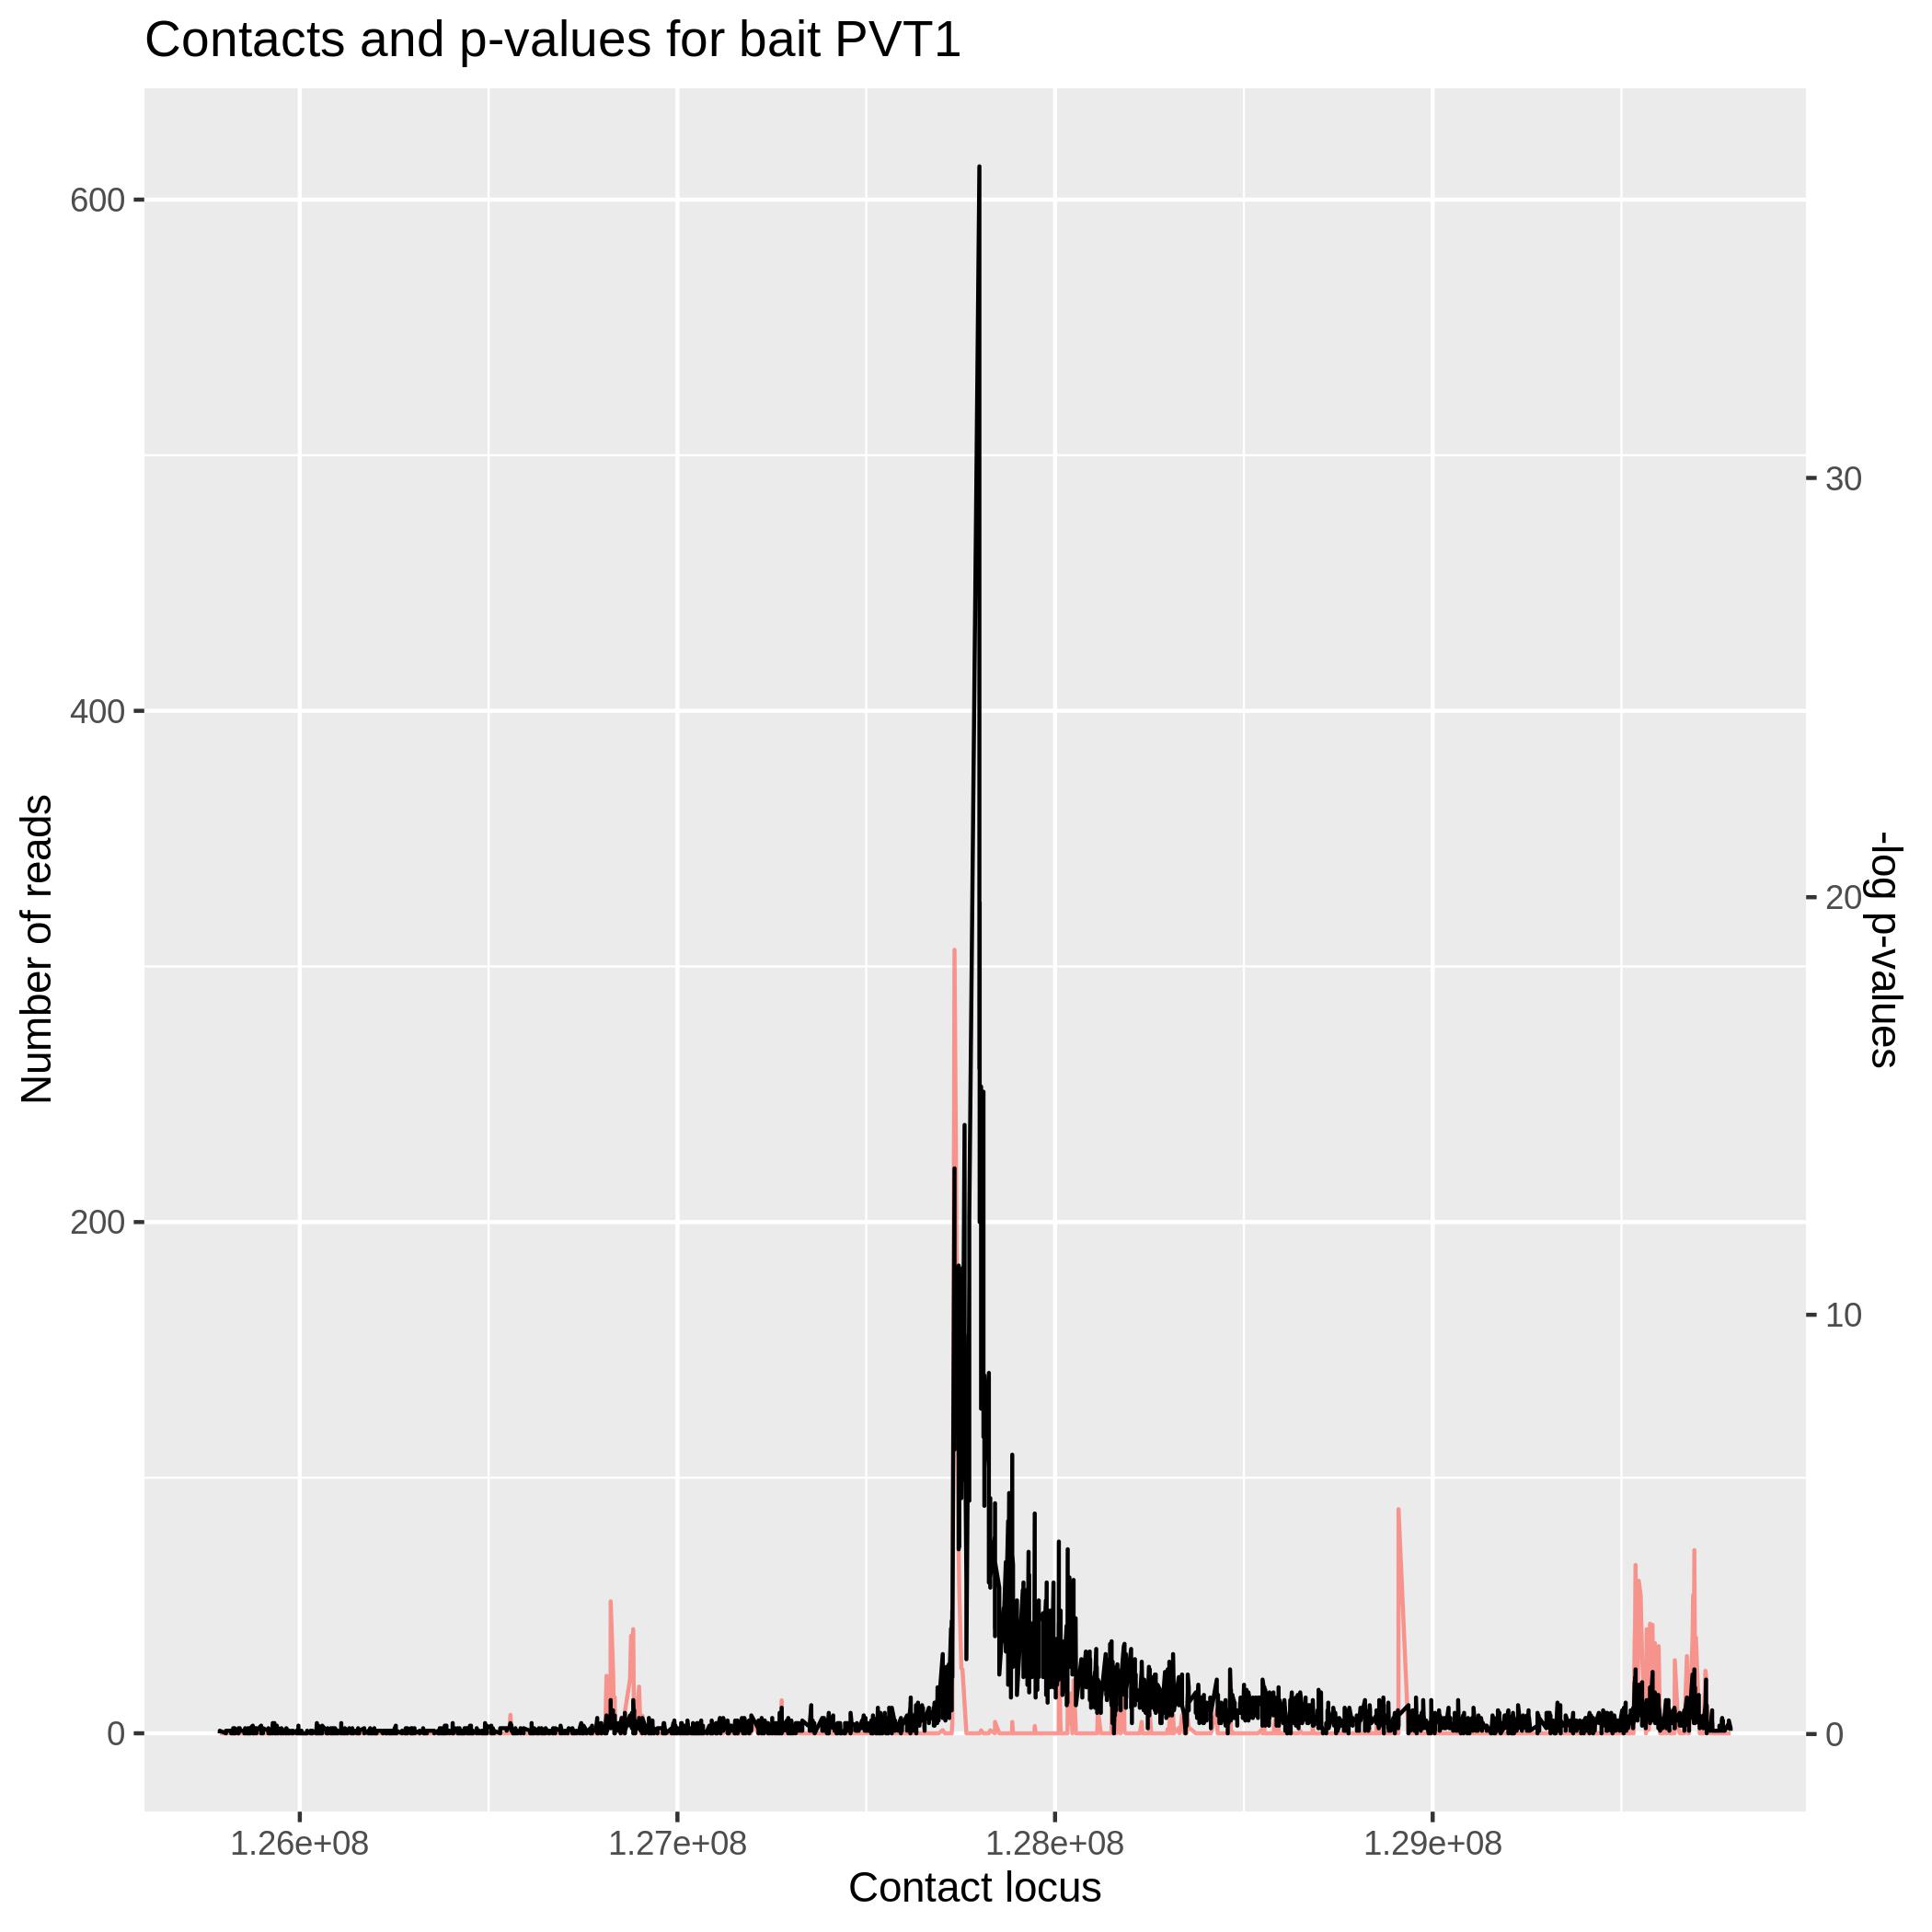 Contacts and p-values for bait PVT1
600
400
200
0
Number of reads
30
20
10
0
-log p-values
1.26e+08 1.27e+08 1.28e+08 1.29e+08
Contact locus